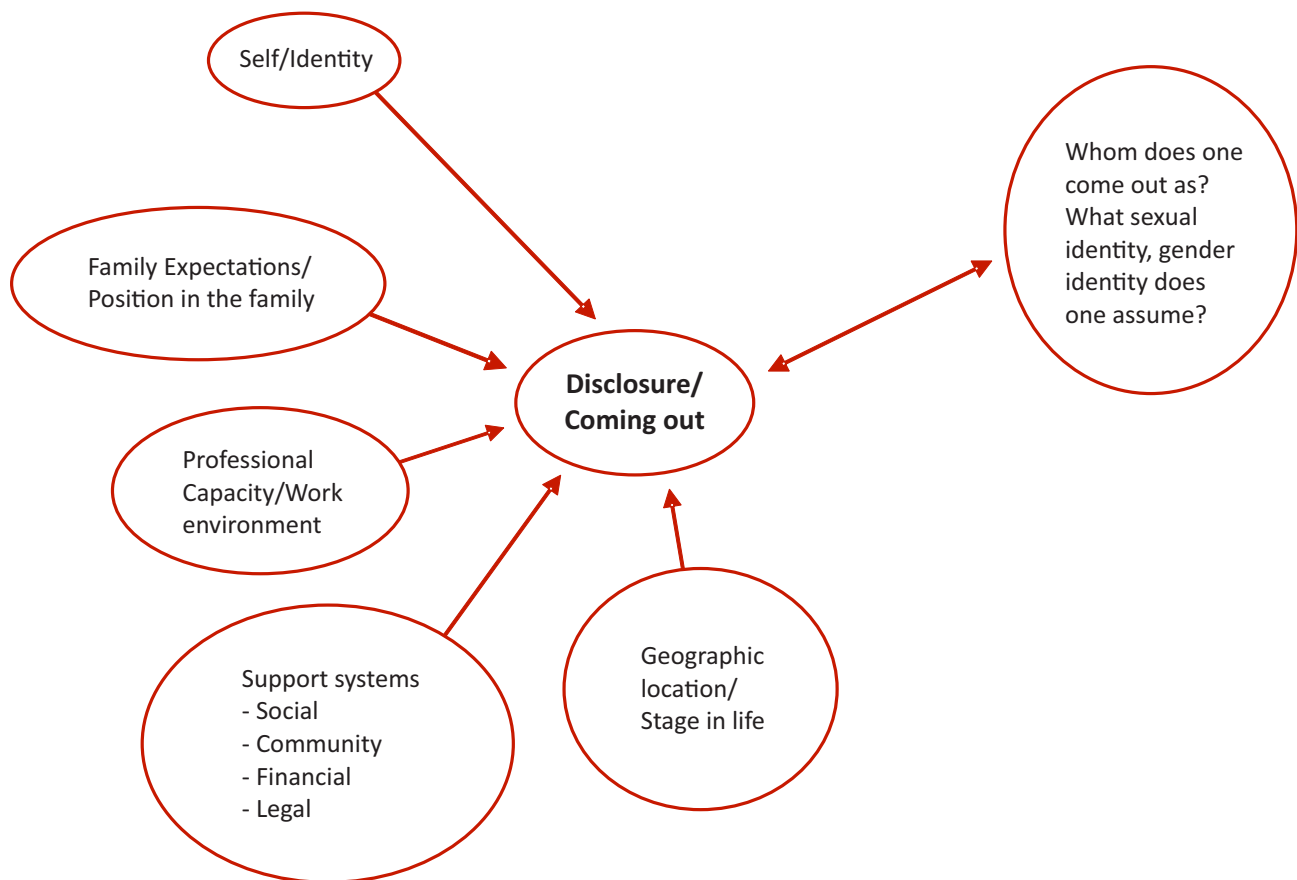 Self/Identity
Family Expectations/
Position in the family
Professional
Capacity/Work
environment
Support systems
- Social
- Community
- Financial
- Legal
Geographic
location/
Stage in life
Disclosure/
Coming out
Whom does one
come out as?
What sexual
identity, gender
identity does
one assume?